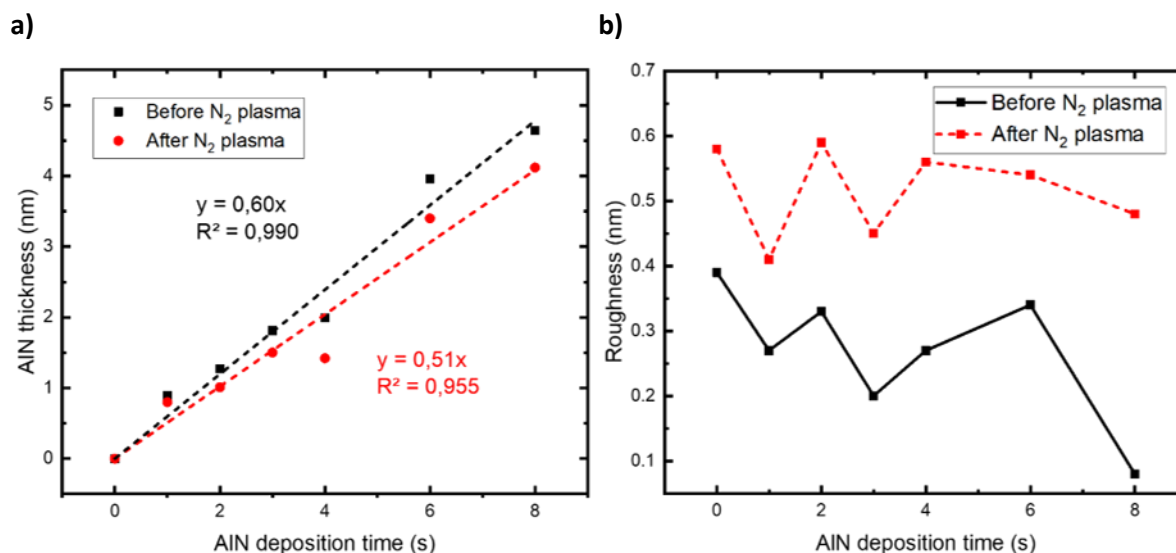 a)
5
4
3
2
1
0
AlN thickness (nm)
Before N₂ plasma
After N₂ plasma
y = 0,60x
R² = 0,990
y = 0,51x
R² = 0,955
0 2 4 6 8
AlN deposition time (s)
b)
0.7
0.6
0.5
0.4
0.3
0.2
0.1
Roughness (nm)
Before N₂ plasma
After N₂ plasma
0 2 4 6 8
AlN deposition time (s)